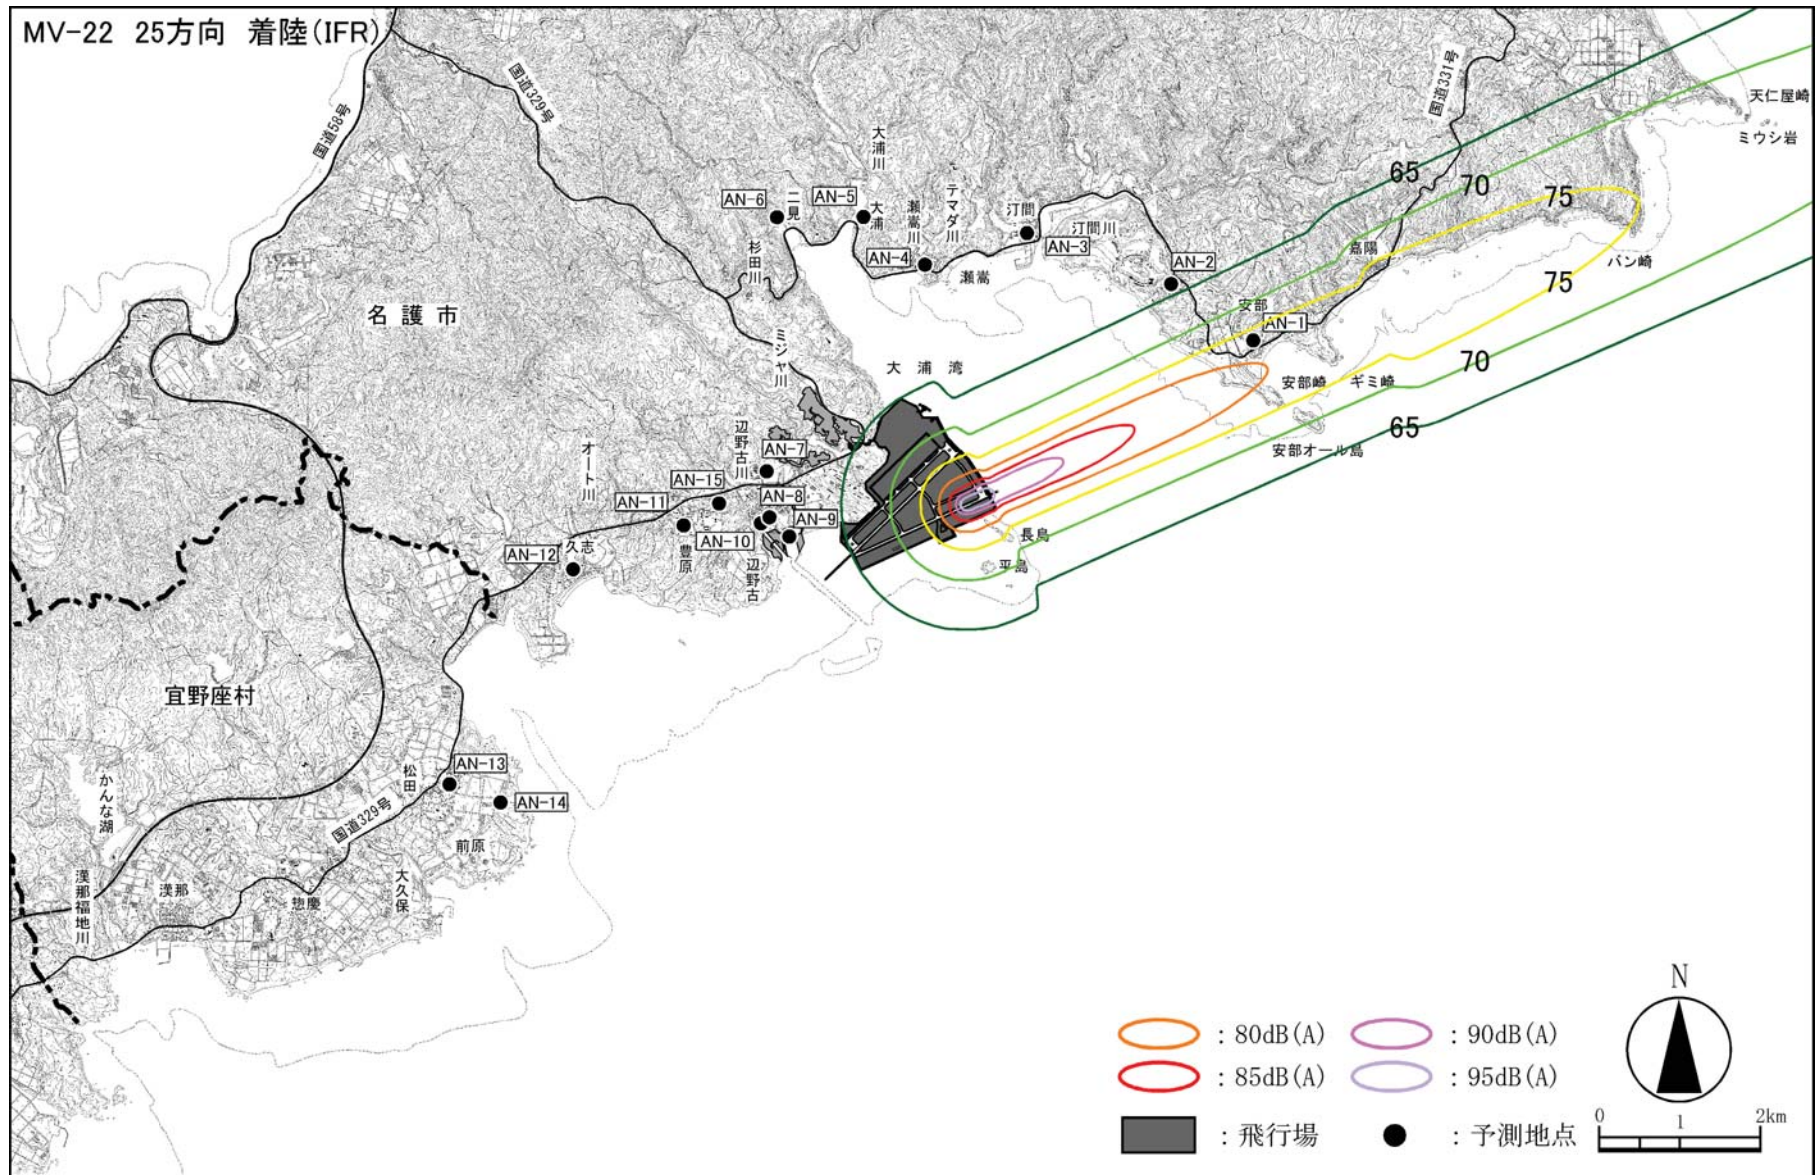 MV-22 25方向 着陸(IFR)
国道58号
国道329号
国道331号
天仁屋崎
ミウシ岩
大浦川
AN-6
二見
AN-5
大浦
瀬嵩川
テマダ川
汀間
汀間川
AN-3
AN-4
瀬嵩
AN-2
杉田川
65
70
75
嘉陽
バン崎
75
安部
AN-1
名護市
ミジャ川
大浦湾
安部崎
ギミ崎
70
65
安部オール島
辺野古川
AN-7
オート川
AN-15
AN-11
AN-8
AN-9
AN-10
豊原
辺野古
長島
平島
AN-12
久志
宜野座村
かんな湖
松田
AN-13
AN-14
国道329号
前原
大久保
惣慶
漢那
漢那福地川
N
:80dB(A)
:90dB(A)
:85dB(A)
:95dB(A)
:飛行場
:予測地点
0 1 2km